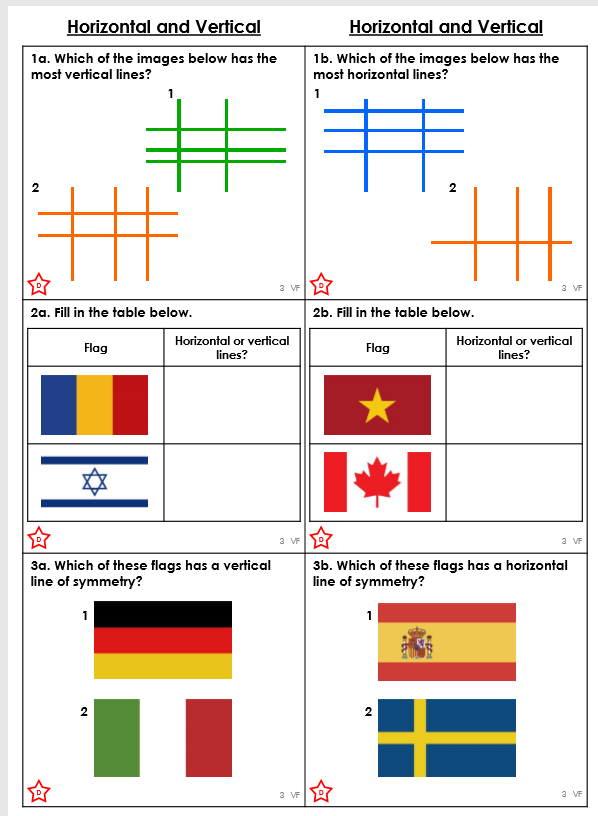 Horizontal and Vertical
1a. Which of the images below has the
most vertical lines?
1
2
D
3 VF
2a. Fill in the table below.
Flag
Horizontal or vertical
lines?
D
3 VF
3a. Which of these flags has a vertical
line of symmetry?
1
2
D
3 VF
Horizontal and Vertical
1b. Which of the images below has the
most horizontal lines?
1
2
D
3 VF
2b. Fill in the table below.
Flag
Horizontal or vertical
lines?
D
3 VF
3b. Which of these flags has a horizontal
line of symmetry?
1
2
D
3 VF